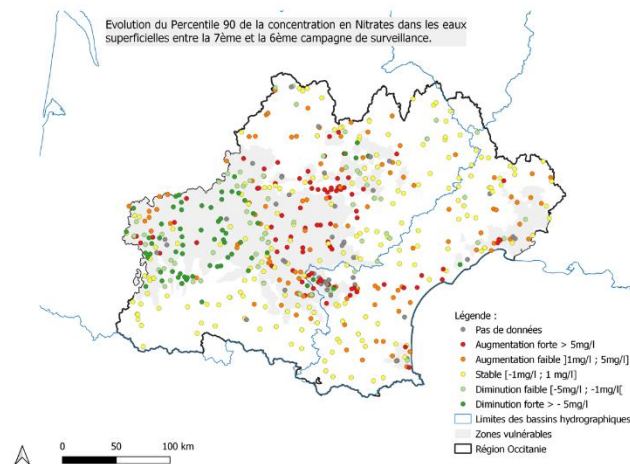 Evolution du Percentile 90 de la concentration en Nitrates dans les eaux
superficielles entre la 7ème et la 6ème campagne de surveillance.
Légende :
Pas de données
Augmentation forte > 5mg/l
Augmentation faible ]1mg/l ; 5mg/l]
Stable [-1mg/l ; 1 mg/l]
Diminution faible [-5mg/l ; -1mg/l[
Diminution forte > - 5mg/l
Limites des bassins hydrographiques
Zones vulnérables
Région Occitanie
0 50 100 km